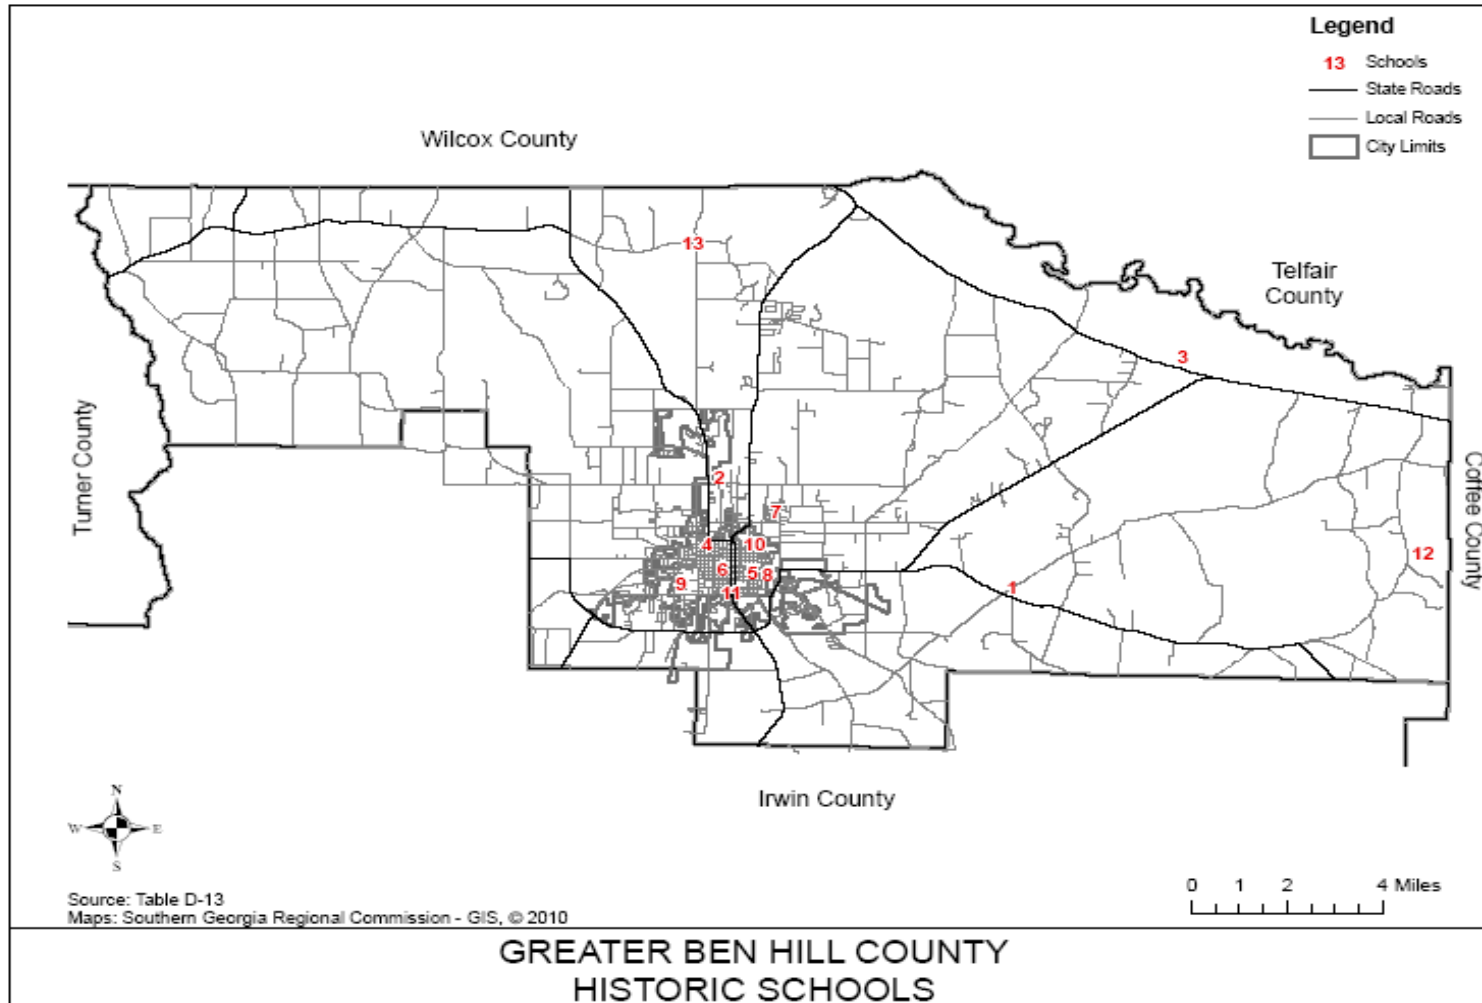 Legend
13 Schools
State Roads
Local Roads
City Limits
Wilcox County
13
Telfair
County
3
Turner County
Coffee County
2
7
4
10
12
6
5
8
9
1
11
Irwin County
N
W
E
S
0 1 2 4 Miles
Source: Table D-13
Maps: Southern Georgia Regional Commission - GIS, © 2010
GREATER BEN HILL COUNTY
HISTORIC SCHOOLS